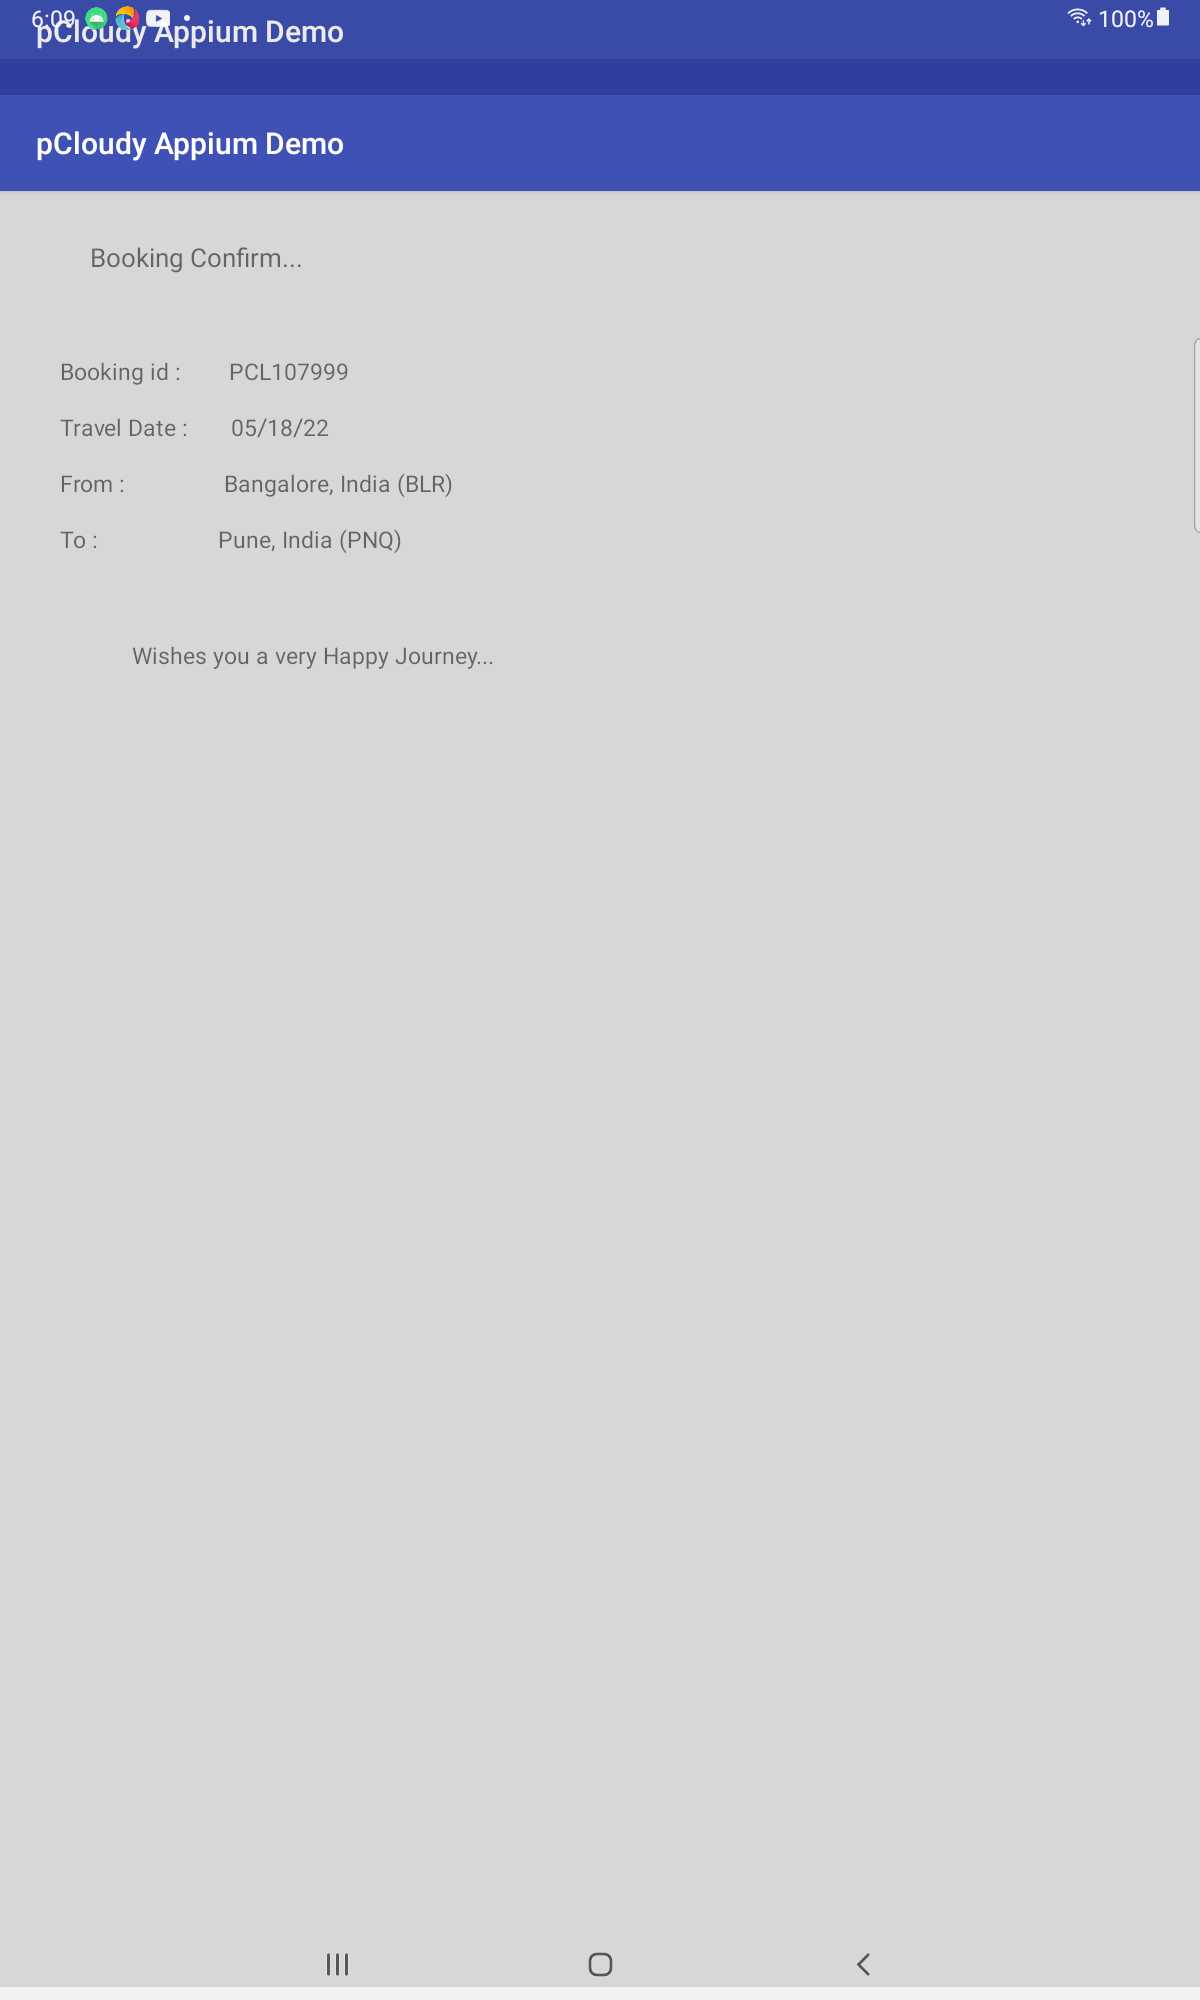 6:09
100%
pCloudy Appium Demo
pCloudy Appium Demo
Booking Confirm...
Booking id : PCL107999
Travel Date : 05/18/22
From : Bangalore, India (BLR)
To : Pune, India (PNQ)
Wishes you a very Happy Journey...